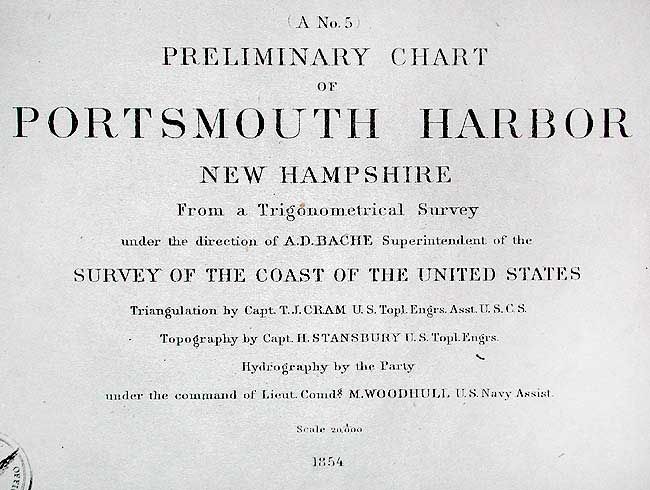 (A No. 5)
PRELIMINARY CHART
OF
PORTSMOUTH HARBOR
NEW HAMPSHIRE
From a Trigonometrical Survey
under the direction of A.D. BACHE Superintendent of the
SURVEY OF THE COAST OF THE UNITED STATES
Triangulation by Capt. T. J. CRAM U. S. Topl. Engrs. Asst. U. S. C. S.
Topography by Capt. H. STANSBURY U. S. Topl. Engrs.
Hydrography by the Party
under the command of Lieut. Comdg. M. WOODHULL U. S. Navy Assist.
Scale 20,000
1854